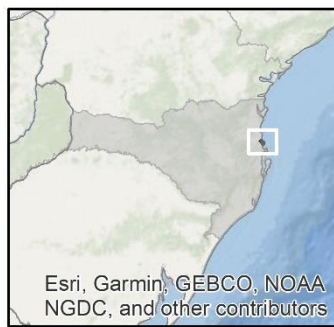 Esri, Garmin, GEBCO, NOAA
NGDC, and other contributors